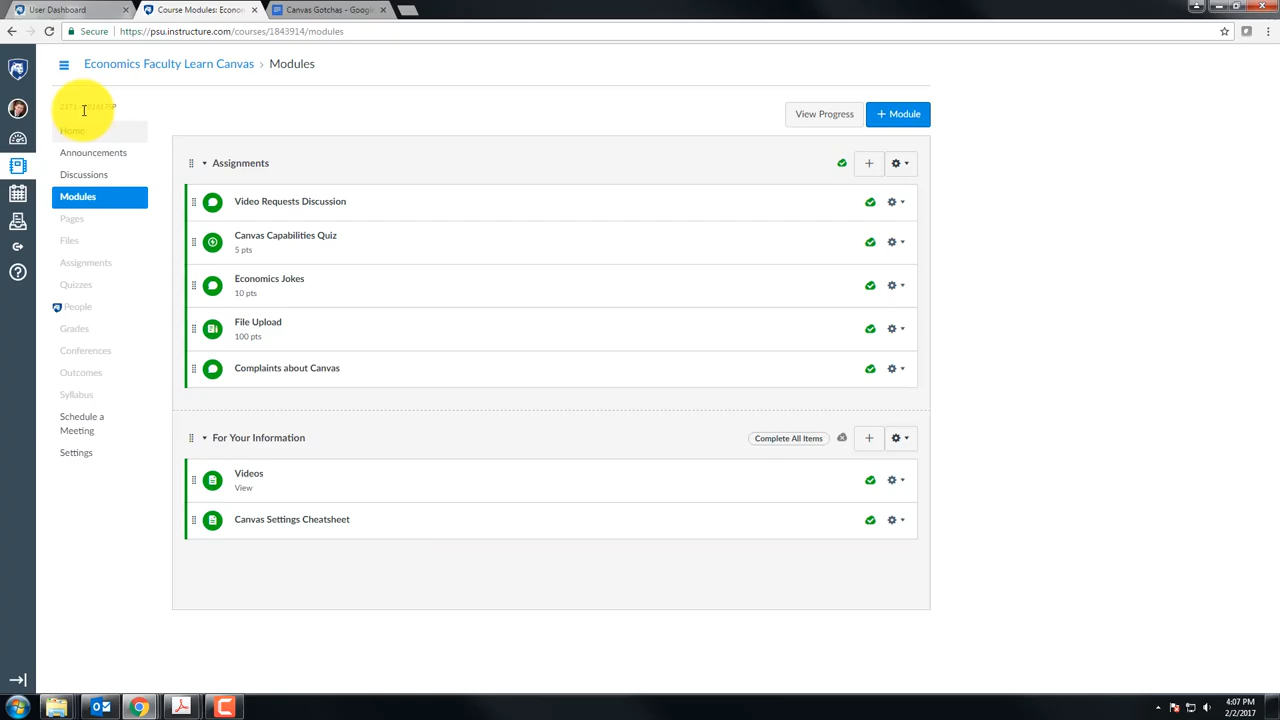 User Dashboard
Course Modules: Econo
Canvas Gotchas - Google
Secure
https://psu.instructure.com/courses/1843914/modules
Economics Faculty Learn Canvas > Modules
Home
Announcements
Discussions
Modules
Pages
Files
Assignments
Quizzes
People
Grades
Conferences
Outcomes
Syllabus
Schedule a
Meeting
Settings
View Progress
+ Module
Assignments
Video Requests Discussion
Canvas Capabilities Quiz
5 pts
Economics Jokes
10 pts
File Upload
100 pts
Complaints about Canvas
For Your Information
Complete All Items
Videos
View
Canvas Settings Cheatsheet
4:07 PM
2/2/2017